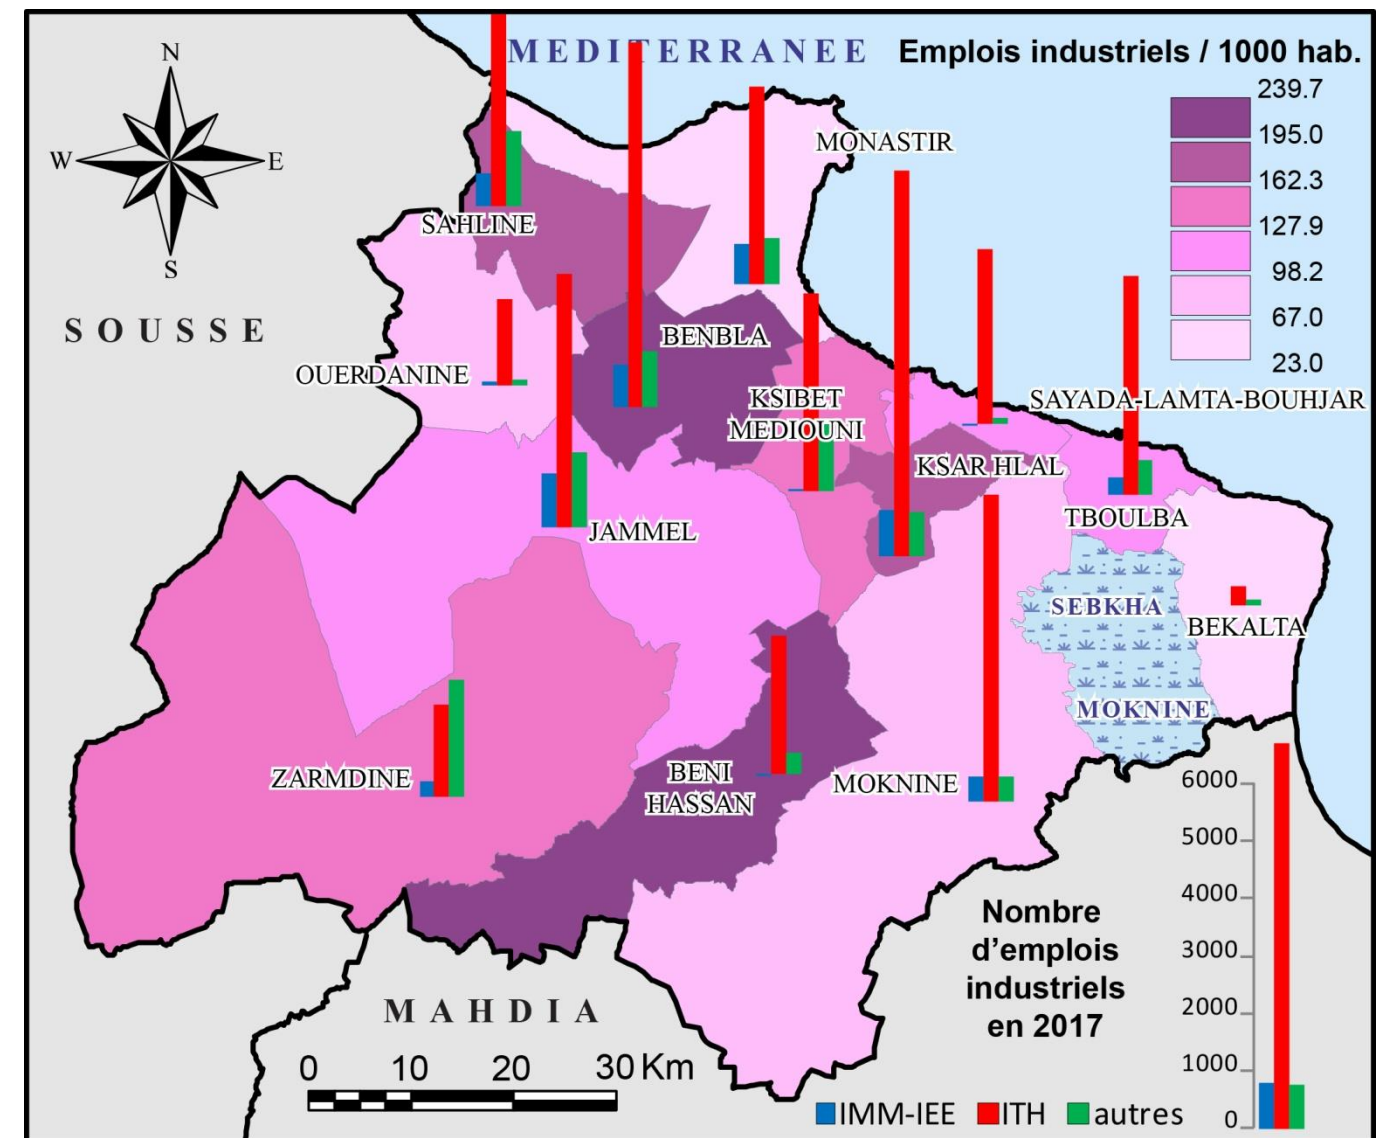 MEDITERRANEE
Emplois industriels / 1000 hab.
239.7
195.0
162.3
127.9
98.2
67.0
23.0
N
W
E
S
SOUSSE
MONASTIR
SAHLINE
BENBLA
OUERDANINE
KSIBET
MEDIOUNI
SAYADA-LAMTA-BOUHJAR
KSAR HLAL
TBOULBA
JAMMEL
SEBKHA
MOKNINE
BEKALTA
ZARMDINE
BENI
HASSAN
MOKNINE
MAHDIA
0 10 20 30 Km
Nombre
d'emplois
industriels
en 2017
6000
5000
4000
3000
2000
1000
0
IMM-IEE ITH autres